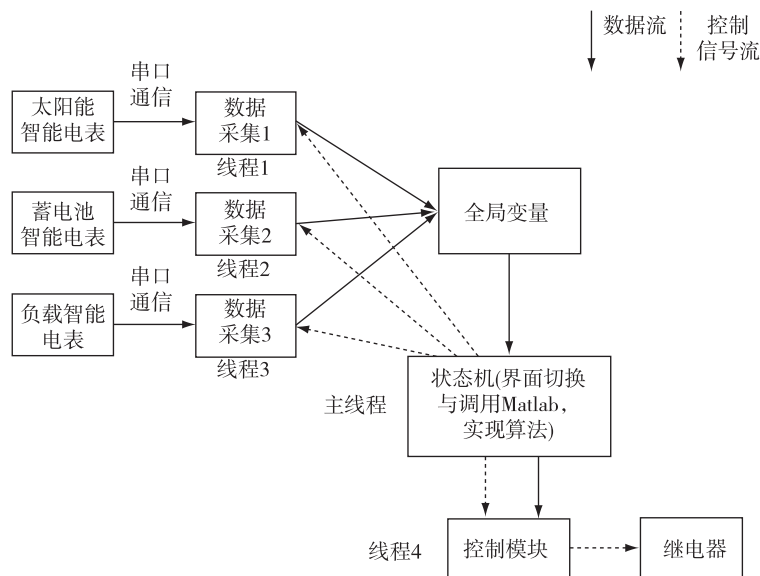 数据流
控制
信号流
串口
通信
太阳能
智能电表
数据
采集1
线程1
串口
通信
蓄电池
智能电表
数据
采集2
线程2
全局变量
串口
通信
负载智能
电表
数据
采集3
线程3
主线程
状态机(界面切换
与调用Matlab,
实现算法)
线程4
控制模块
继电器